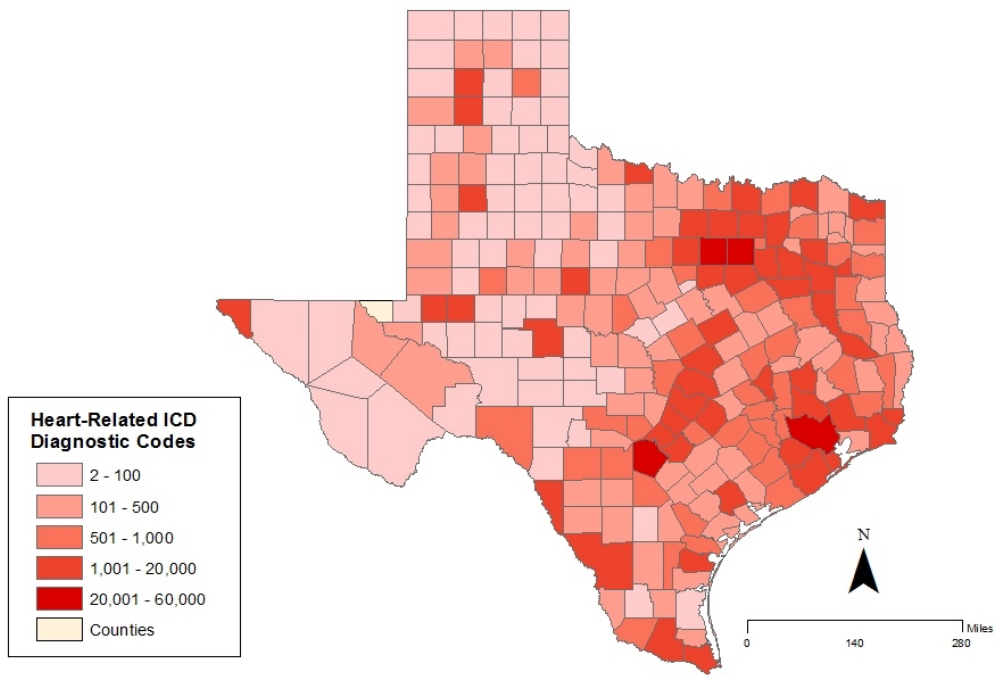 Heart-Related ICD
Diagnostic Codes
2 - 100
101 - 500
501 - 1,000
1,001 - 20,000
20,001 - 60,000
Counties
N
Miles
0 140 280